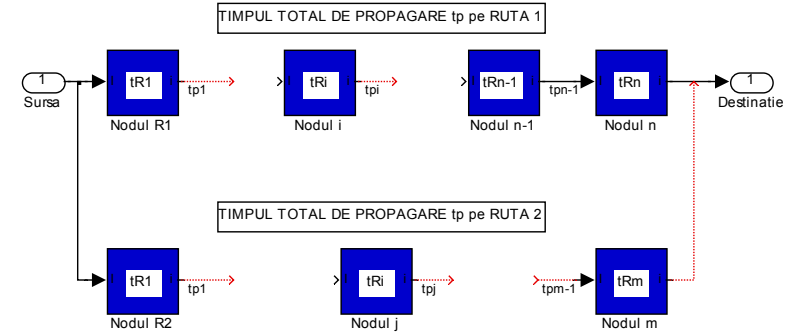 TIMPUL TOTAL DE PROPAGARE tp pe RUTA 1
1
Sursa
tR1
tp1
Nodul R1
tRi
tpi
Nodul i
tRn-1
tpn-1
Nodul n-1
tRn
Nodul n
1
Destinatie
TIMPUL TOTAL DE PROPAGARE tp pe RUTA 2
tR1
tp1
Nodul R2
tRi
tpj
Nodul j
tpm-1
tRm
Nodul m